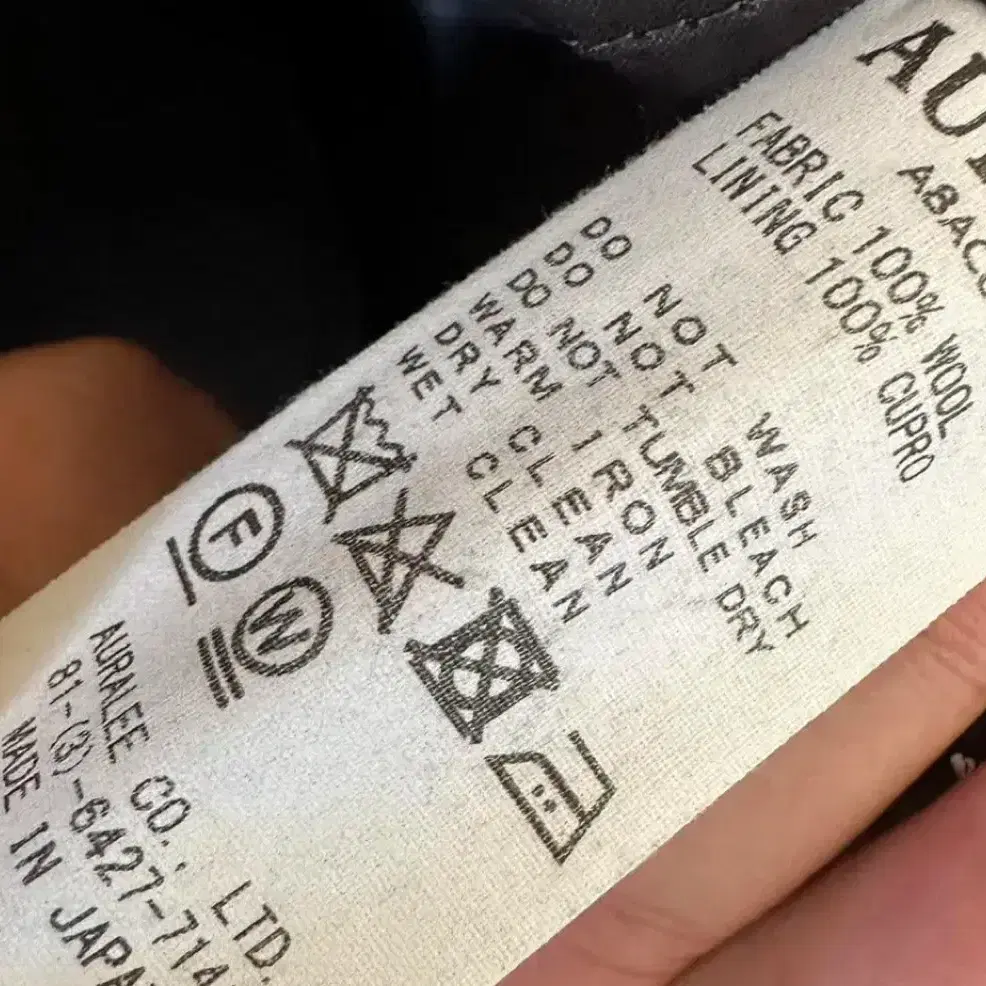 FABRIC 100% WOOL
LINING 100% CUPRO
DO NOT WASH
DO NOT BLEACH
DO NOT TUMBLE DRY
WARM IRON
DRY CLEAN
WET CLEAN
F
W
AURALEE CO., LTD.
81-(3)-6427-714
MADE IN